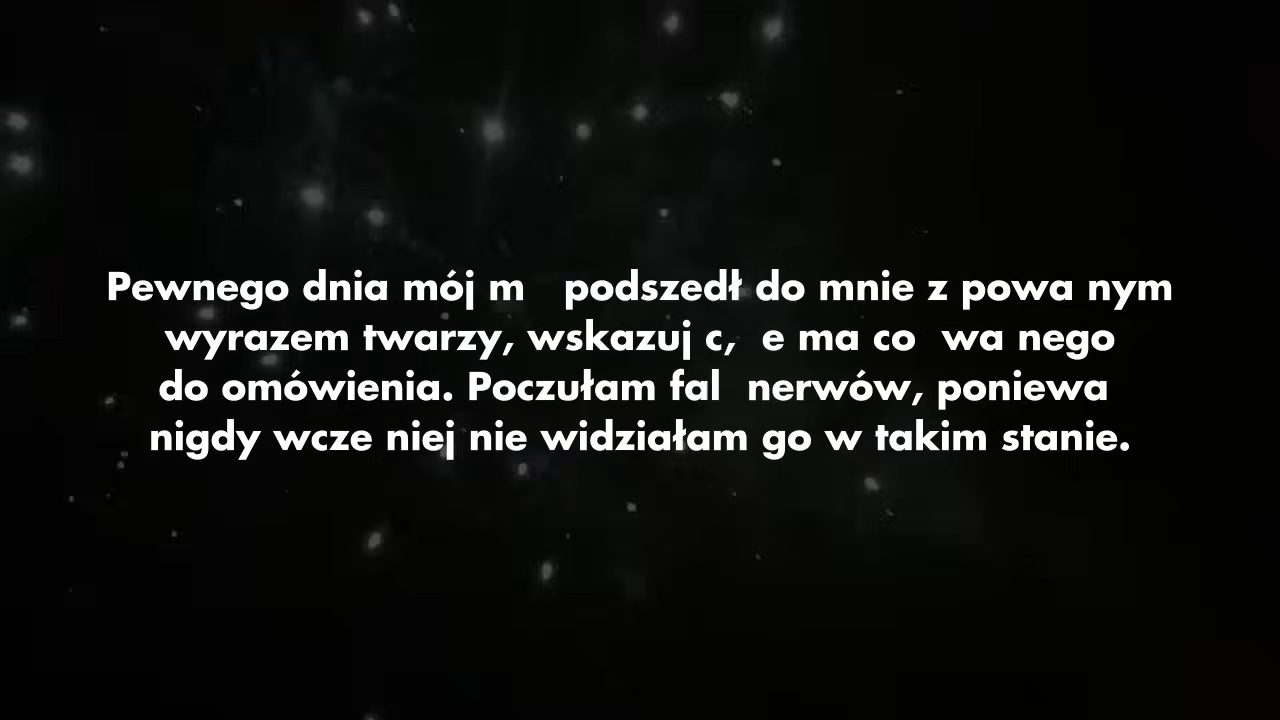 Pewnego dnia mój m   podszedł do mnie z powa nym
wyrazem twarzy, wskazuj c,  e ma co  wa nego
do omówienia. Poczułam fal  nerwów, poniewa
nigdy wcze niej nie widziałam go w takim stanie.